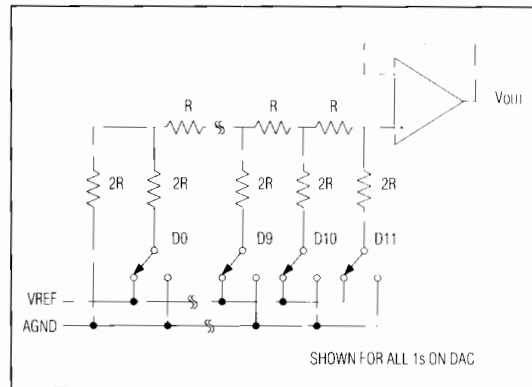 VOUT
R R R
2R 2R 2R 2R 2R
D0 D9 D10 D11
VREF
AGND
SHOWN FOR ALL 1s ON DAC